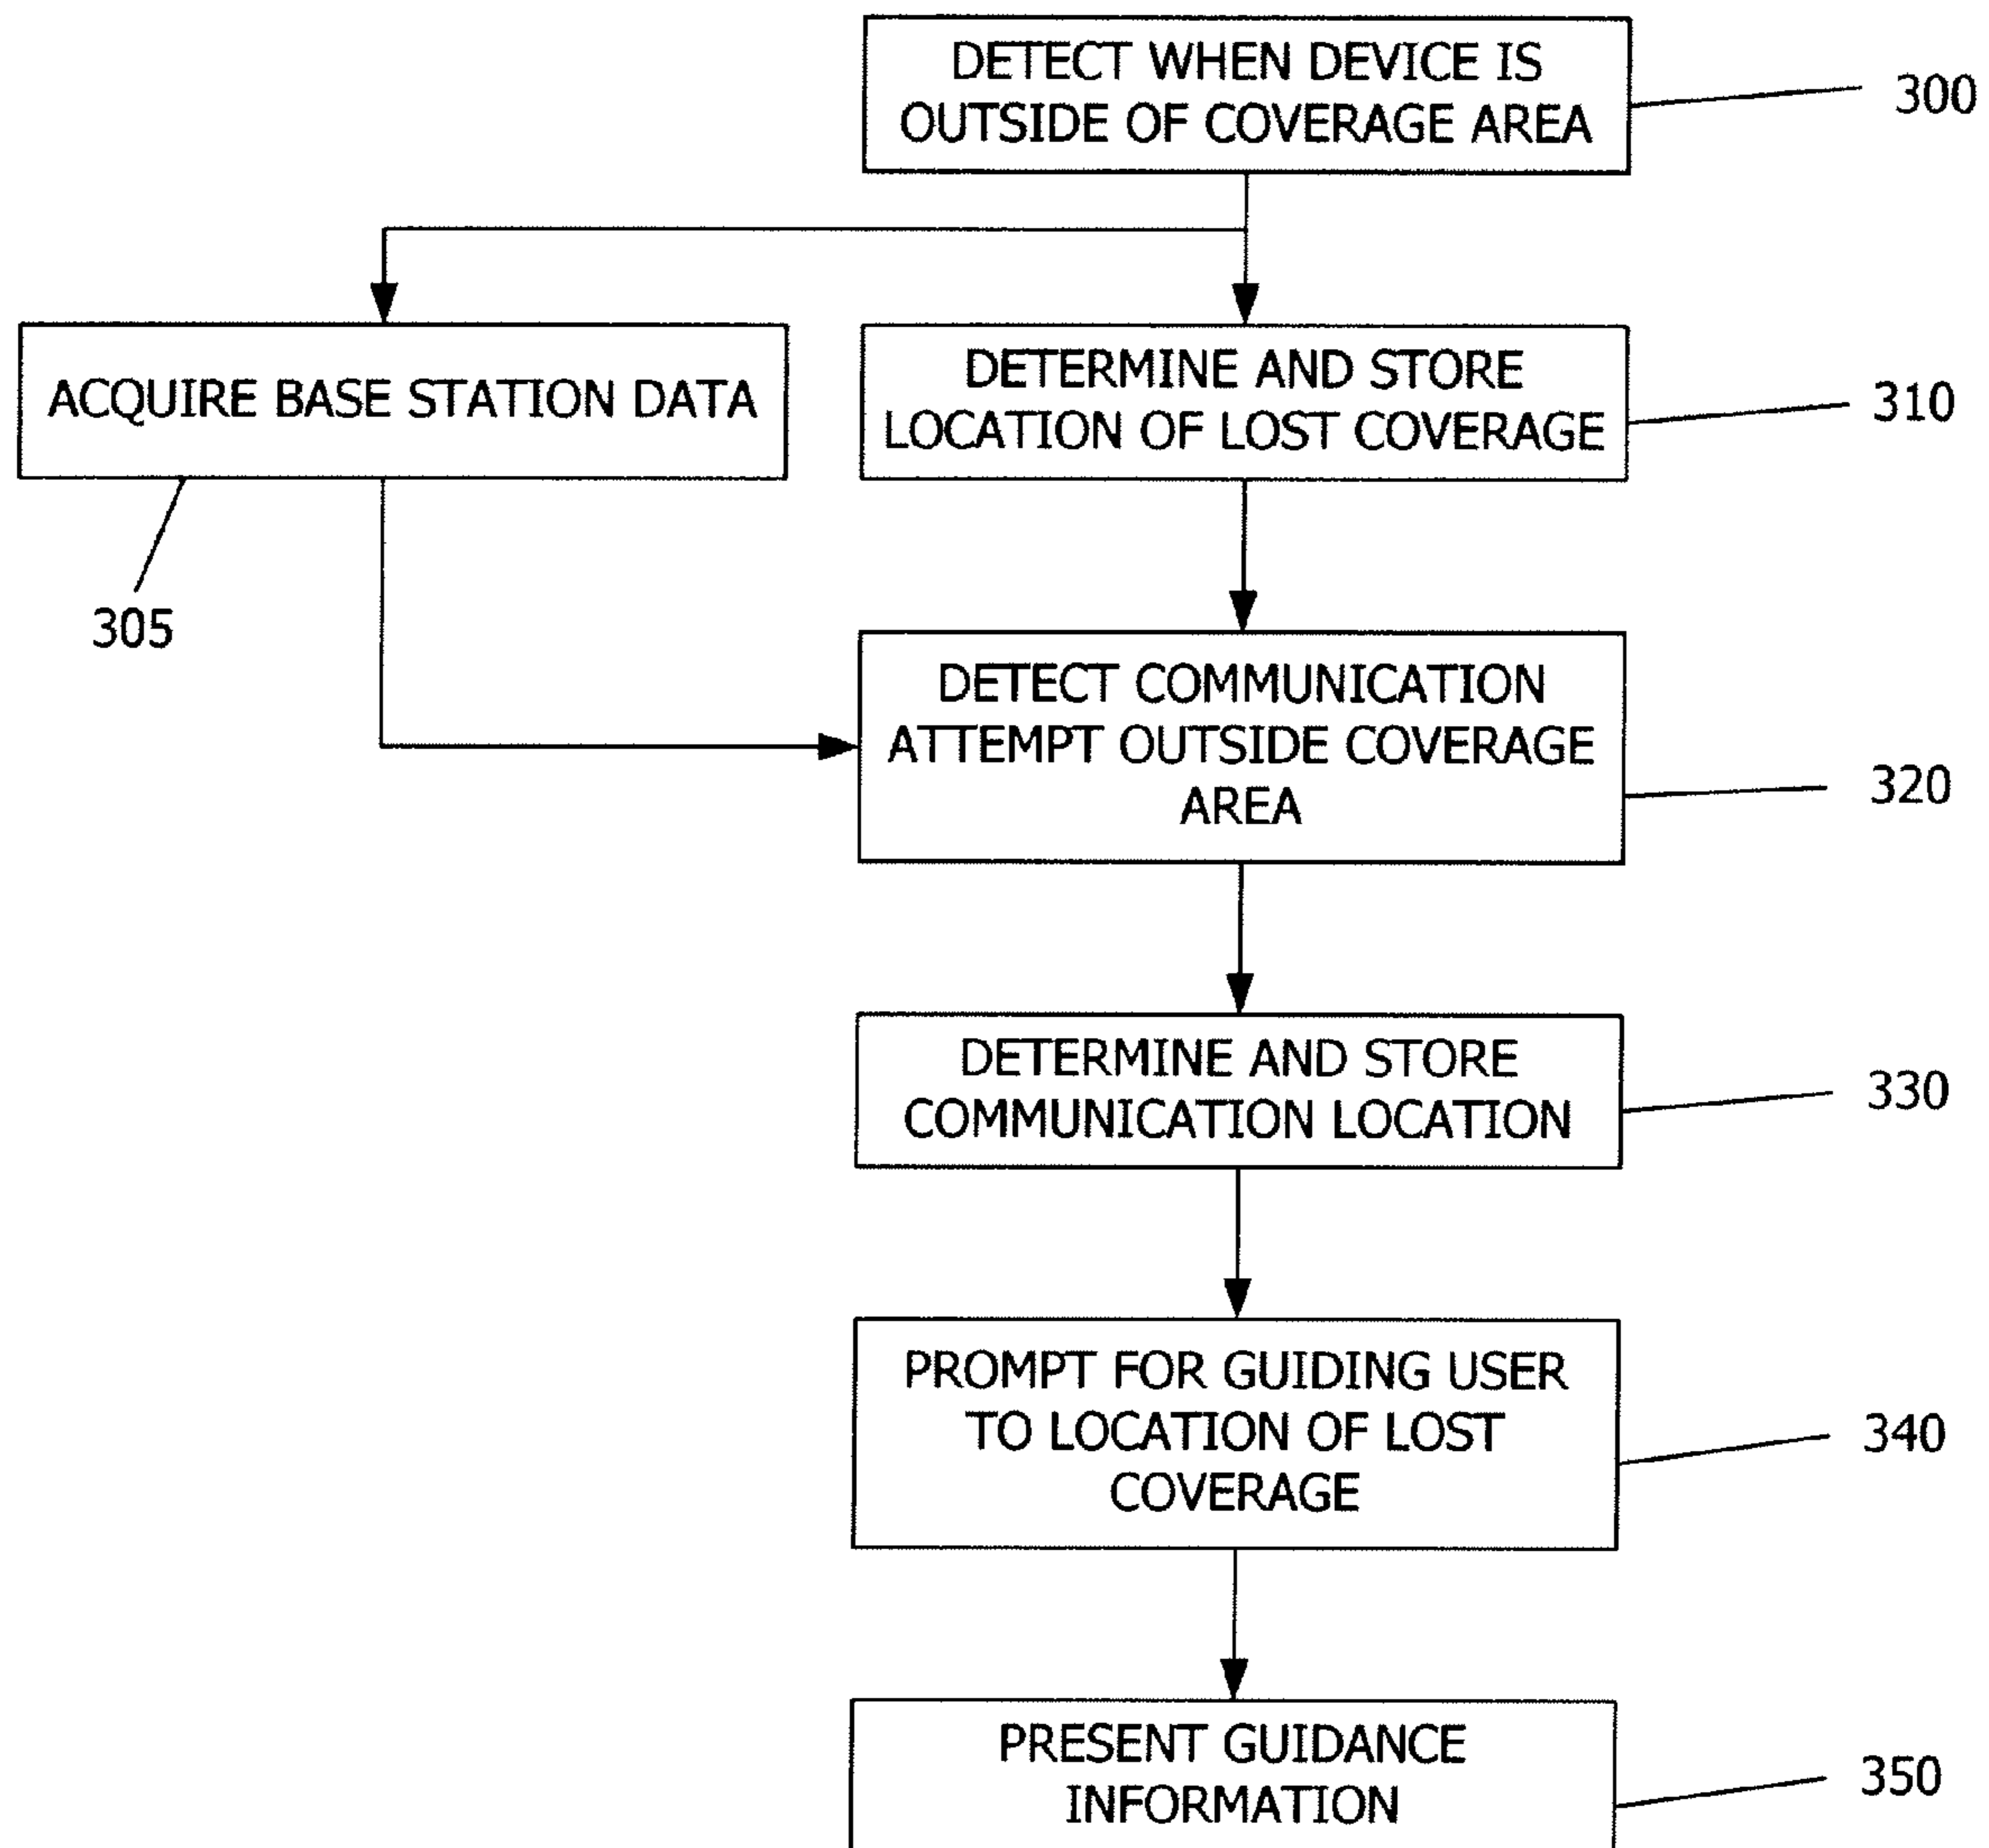 DETECT WHEN DEVICE IS
OUTSIDE OF COVERAGE AREA
300
ACQUIRE BASE STATION DATA
305
DETERMINE AND STORE
LOCATION OF LOST COVERAGE
310
DETECT COMMUNICATION
ATTEMPT OUTSIDE COVERAGE
AREA
320
DETERMINE AND STORE
COMMUNICATION LOCATION
330
PROMPT FOR GUIDING USER
TO LOCATION OF LOST
COVERAGE
340
PRESENT GUIDANCE
INFORMATION
350